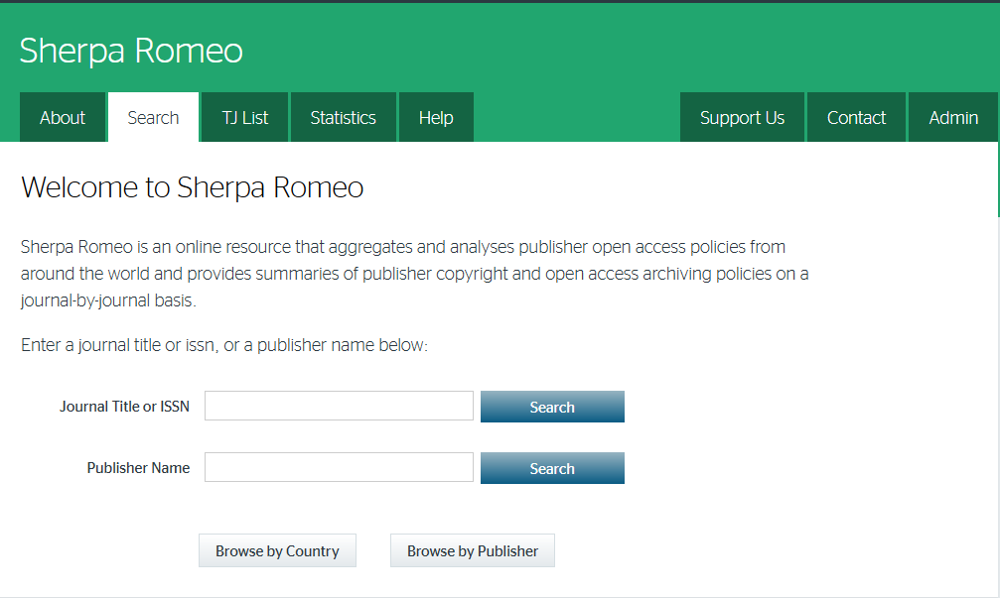 Sherpa Romeo
About Search TJ List Statistics Help Support Us Contact Admin
Welcome to Sherpa Romeo
Sherpa Romeo is an online resource that aggregates and analyses publisher open access policies from
around the world and provides summaries of publisher copyright and open access archiving policies on a
journal-by-journal basis.
Enter a journal title or issn, or a publisher name below:
Journal Title or ISSN Search
Publisher Name Search
Browse by Country Browse by Publisher